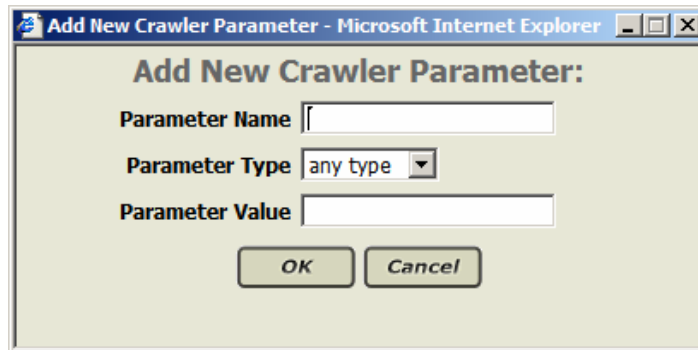 Add New Crawler Parameter - Microsoft Internet Explorer
Add New Crawler Parameter:
Parameter Name
Parameter Type any type
Parameter Value
OK Cancel